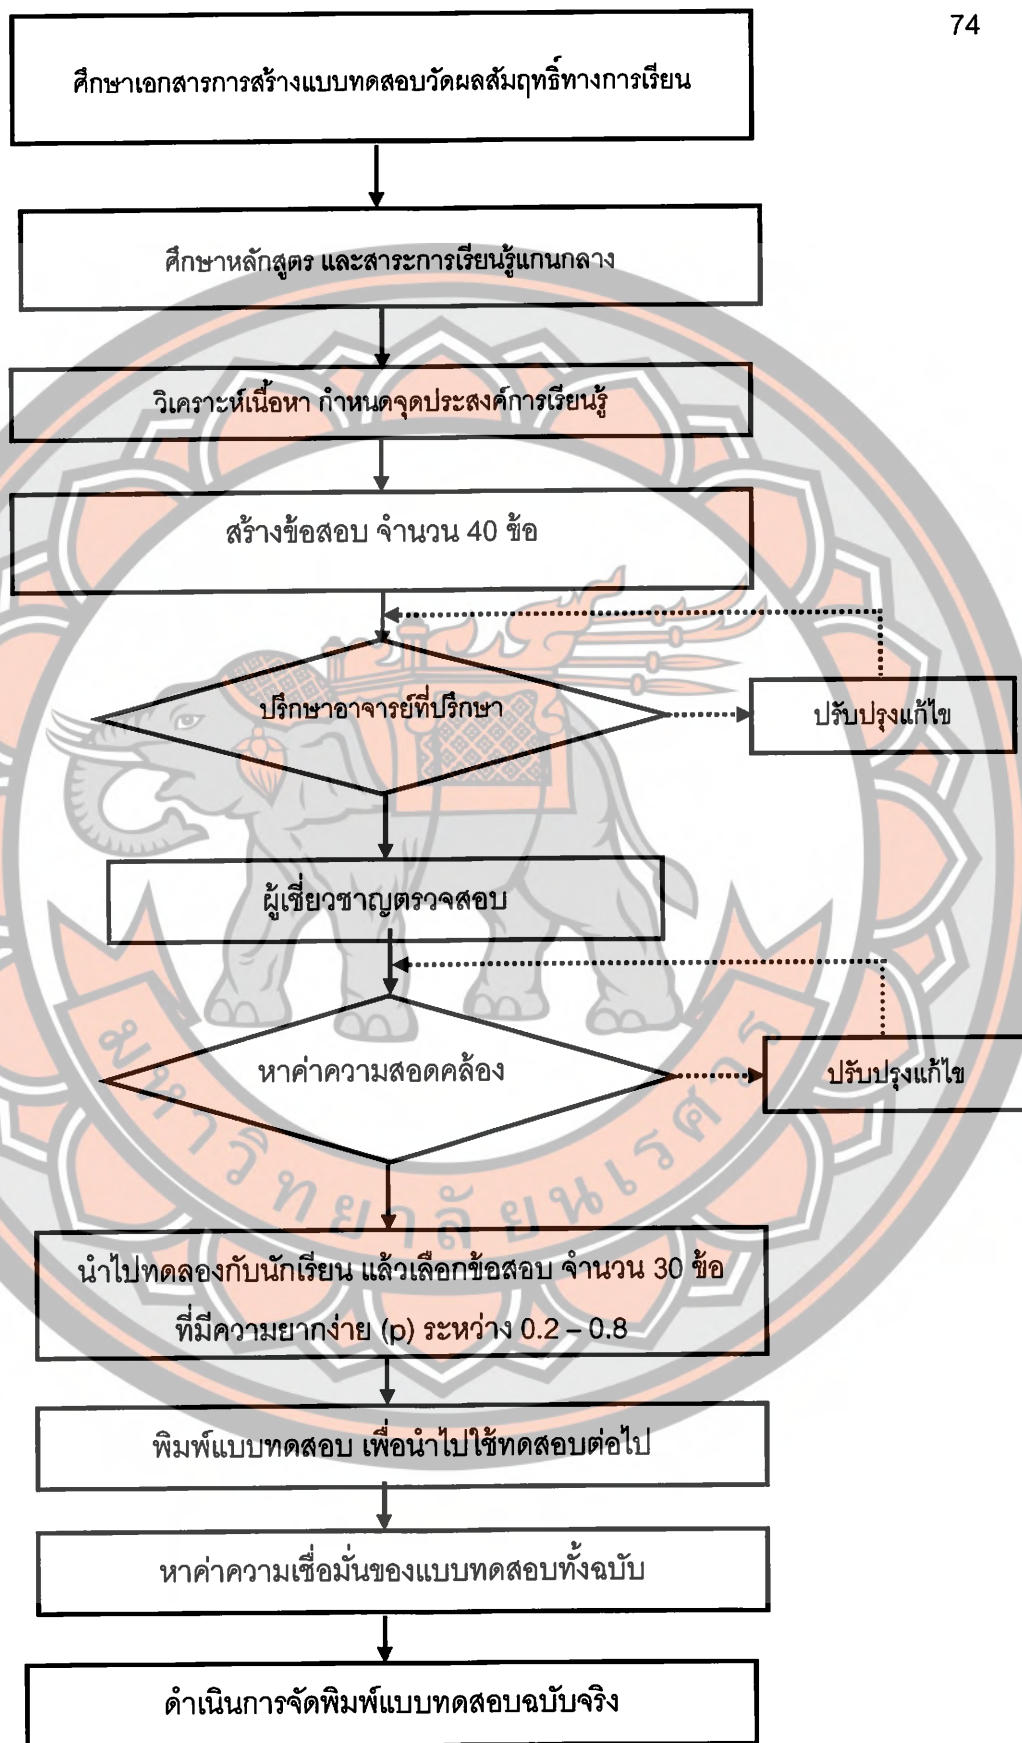 74
ศึกษาเอกสารการสร้างแบบทดสอบวัดผลสัมฤทธิ์ทางการเรียน
ศึกษาหลักสูตร และสาระการเรียนรู้แกนกลาง
วิเคราะห์เนื้อหา กำหนดจุดประสงค์การเรียนรู้
สร้างข้อสอบ จำนวน 40 ข้อ
ปรึกษาอาจารย์ที่ปรึกษา
ปรับปรุงแก้ไข
ผู้เชี่ยวชาญตรวจสอบ
หาค่าความสอดคล้อง
ปรับปรุงแก้ไข
มหาวิทยาลัยนเรศวร
นำไปทดลองกับนักเรียน แล้วเลือกข้อสอบ จำนวน 30 ข้อ
ที่มีความยากง่าย (p) ระหว่าง 0.2 – 0.8
พิมพ์แบบทดสอบ เพื่อนำไปใช้ทดสอบต่อไป
หาค่าความเชื่อมั่นของแบบทดสอบทั้งฉบับ
ดำเนินการจัดพิมพ์แบบทดสอบฉบับจริง